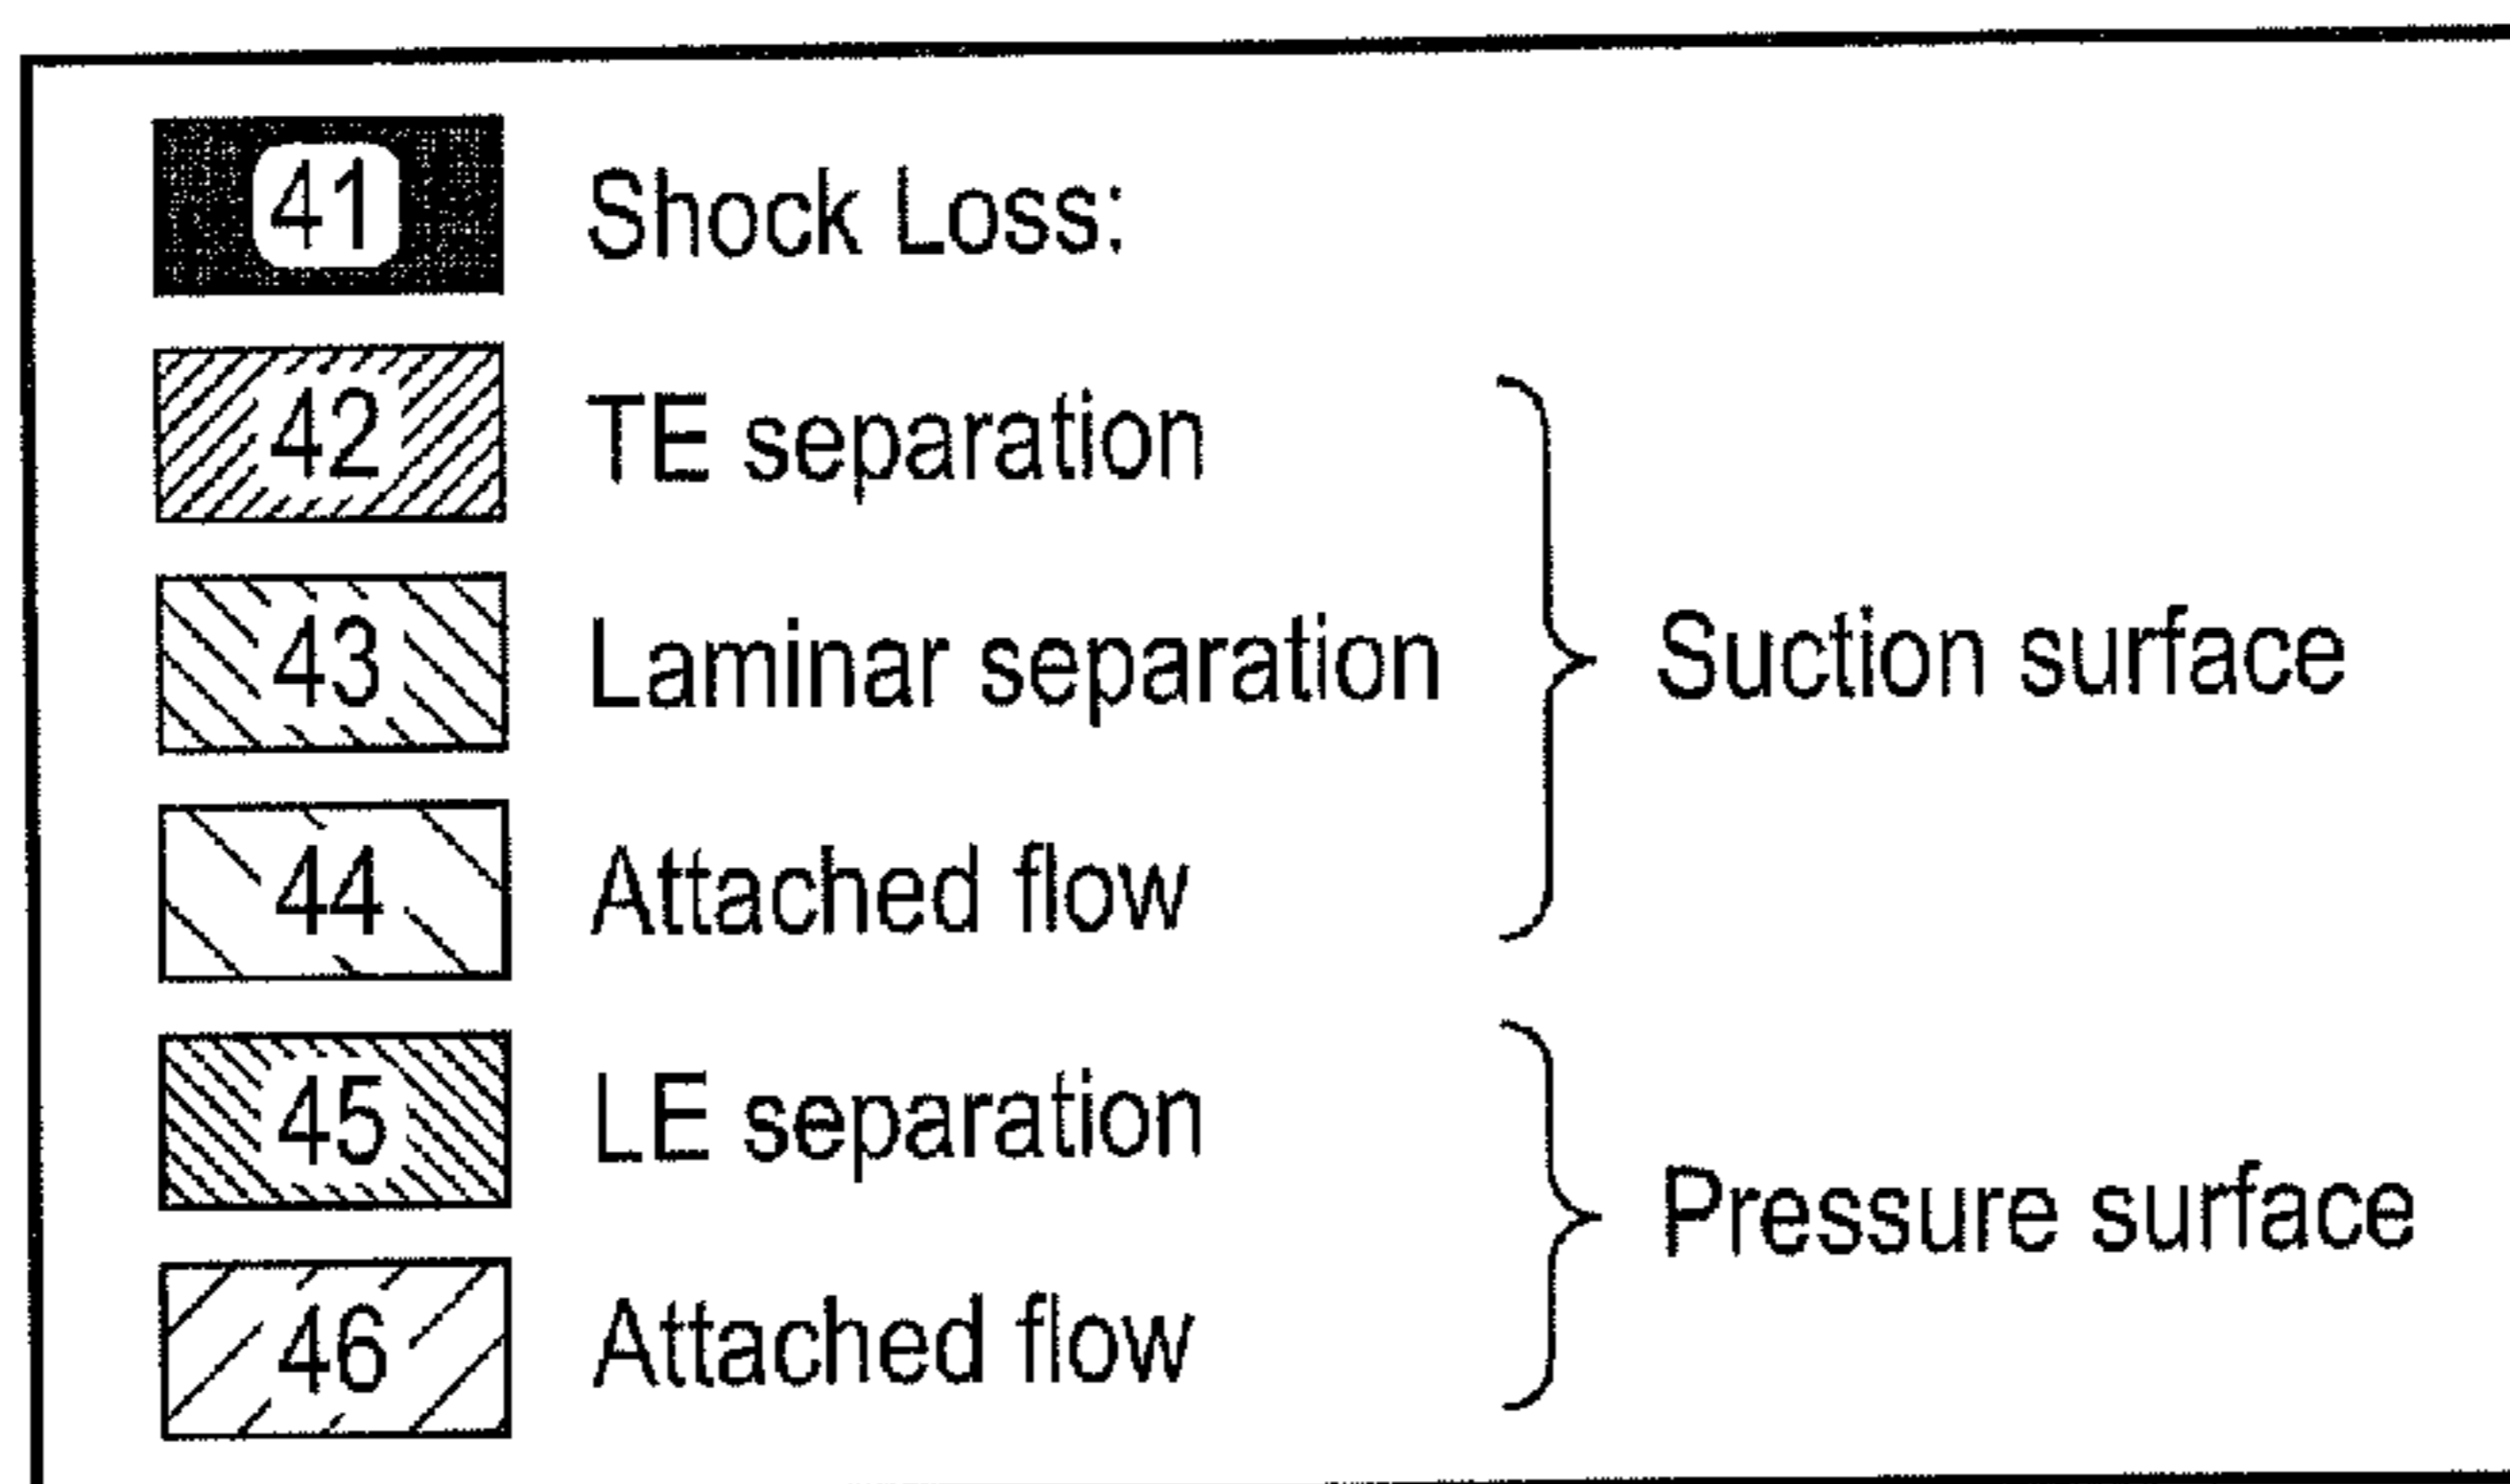 41 Shock Loss:
42 TE separation
43 Laminar separation
Suction surface
44 Attached flow
45 LE separation
Pressure surface
46 Attached flow